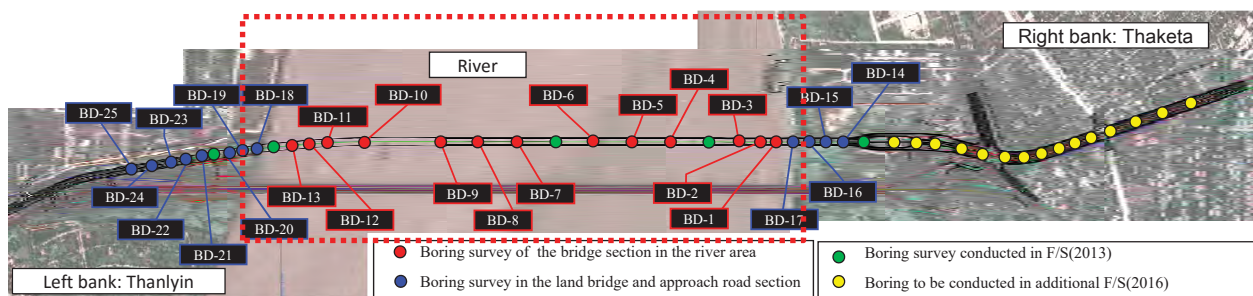 Right bank: Thaketa
River
BD-4
BD-14
BD-19
BD-18
BD-10
BD-6
BD-23
BD-11
BD-5
BD-3
BD-15
BD-25
BD-24
BD-13
BD-9
BD-7
BD-2
BD-16
BD-22
BD-20
BD-12
BD-8
BD-1
BD-17
BD-21
Left bank: Thanlyin
Boring survey of the bridge section in the river area
Boring survey in the land bridge and approach road section
Boring survey conducted in F/S(2013)
Boring to be conducted in additional F/S(2016)